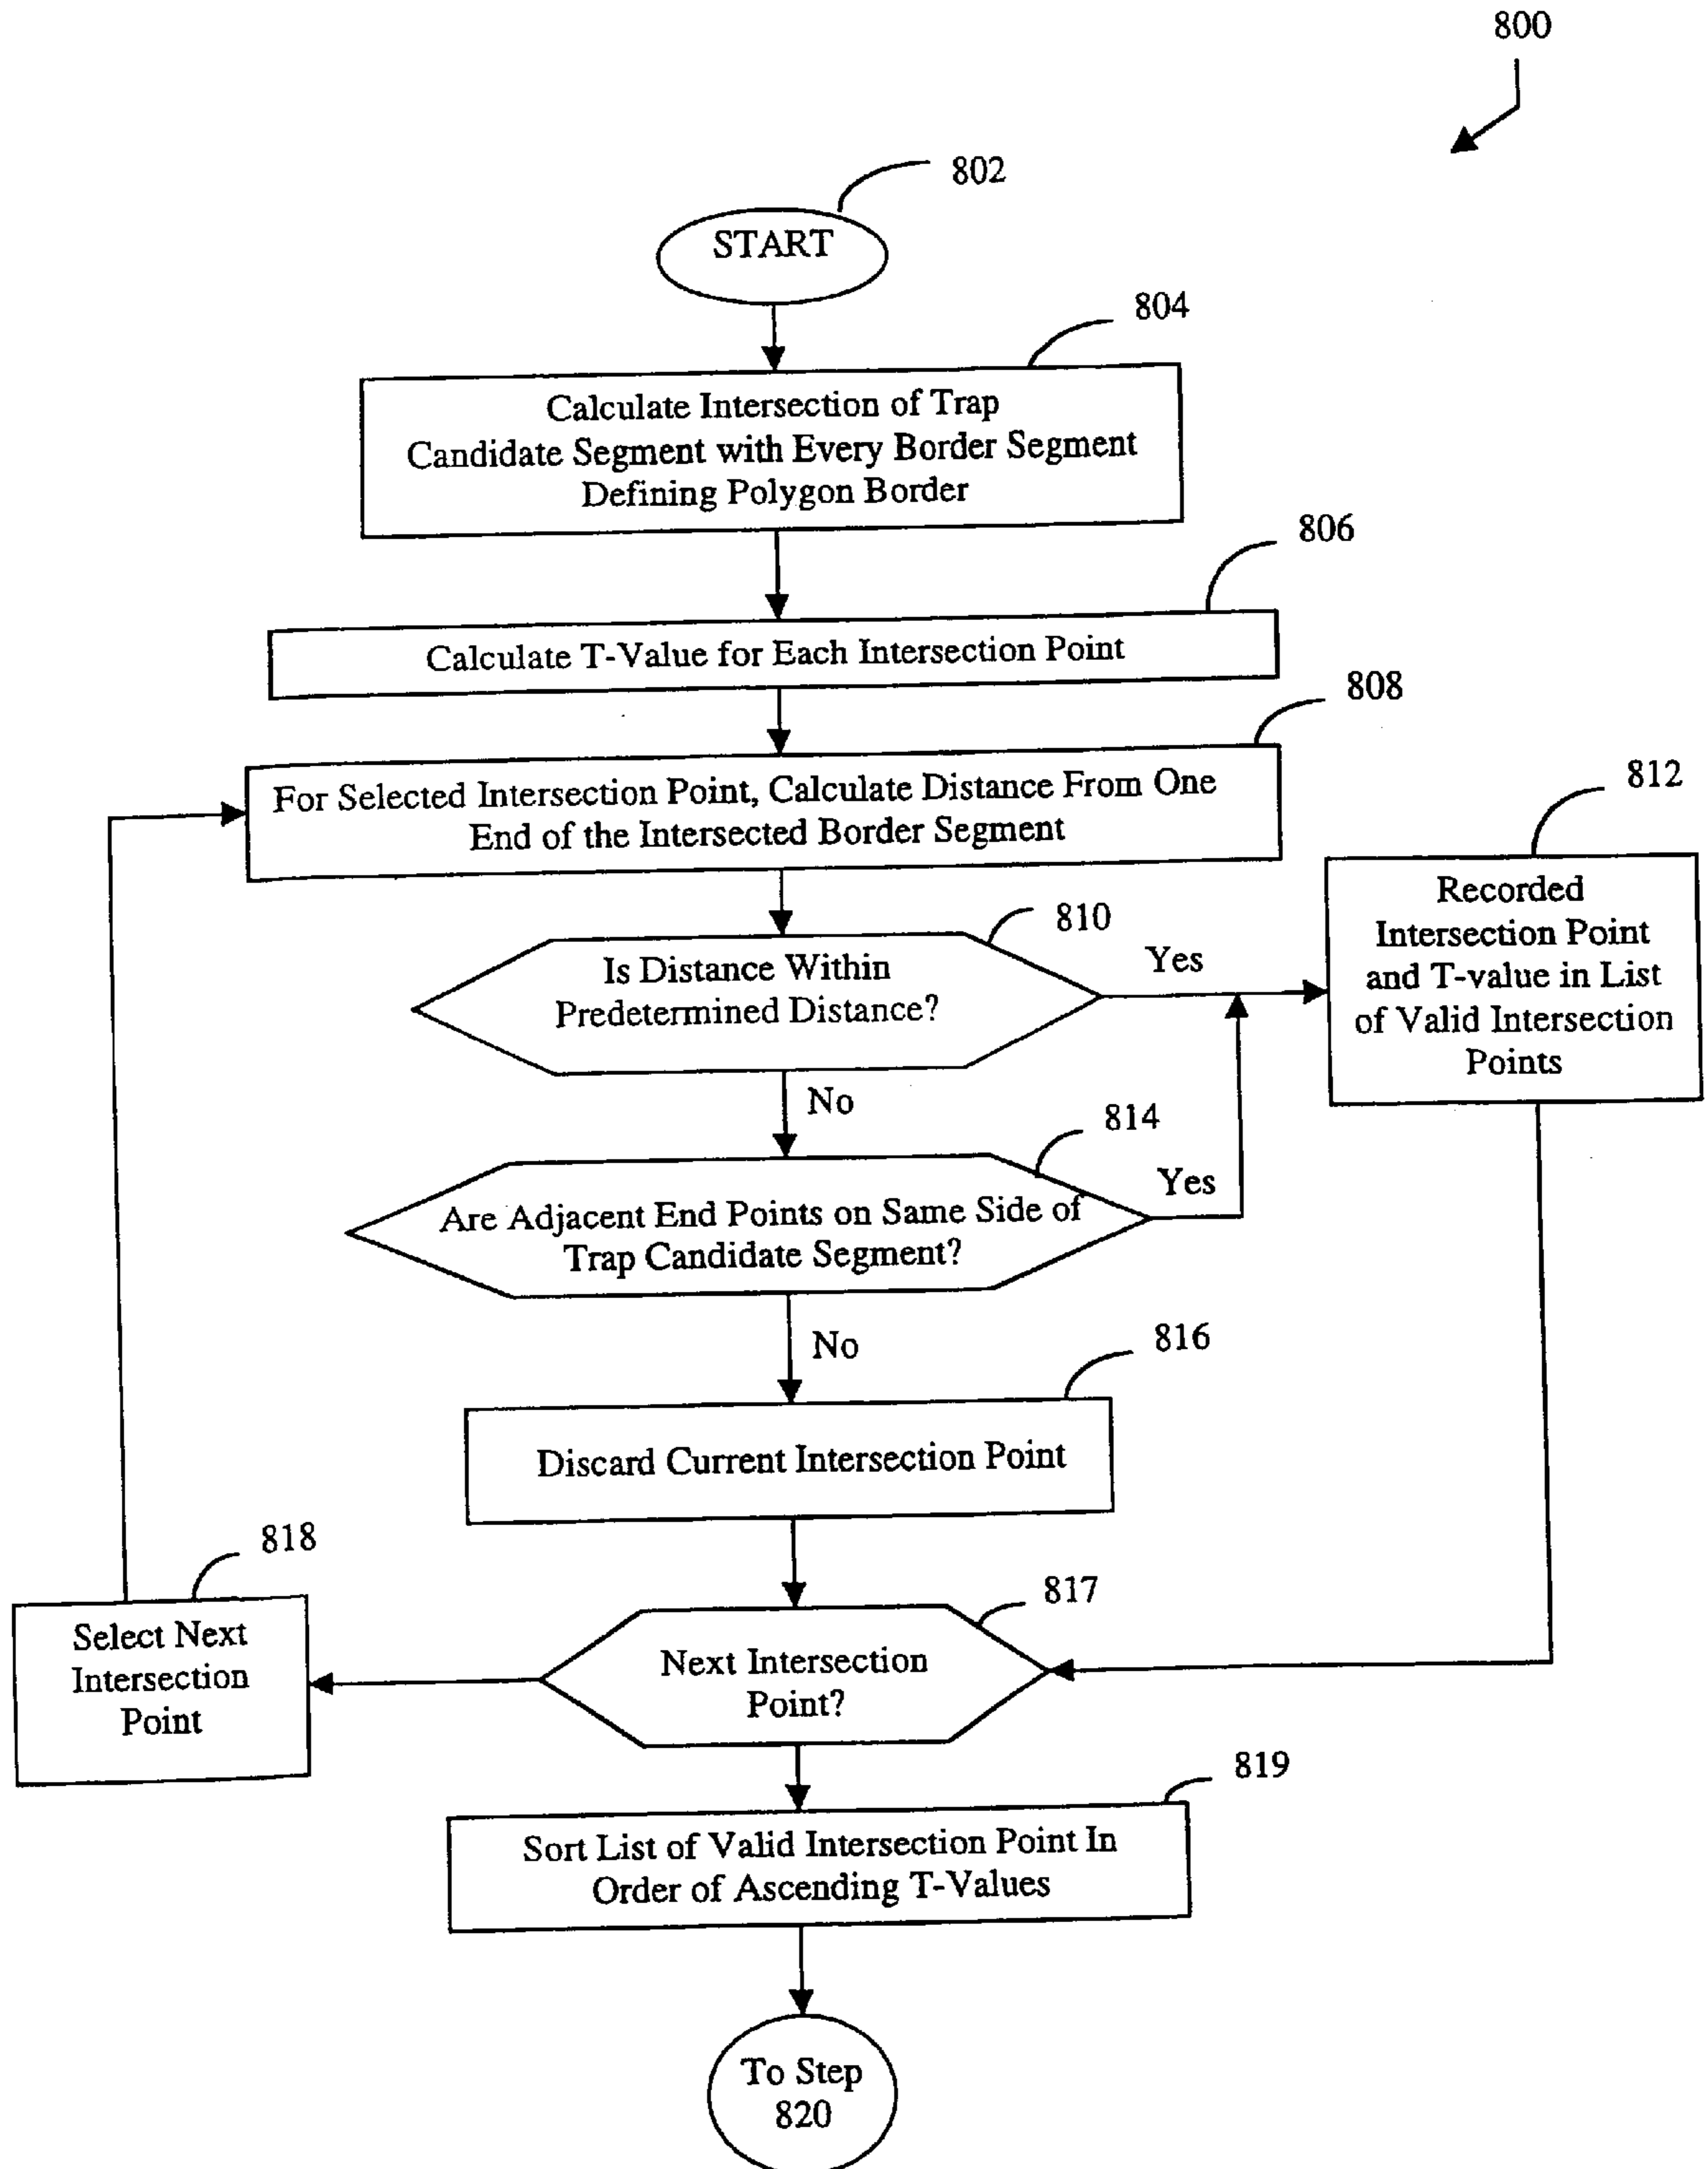 800
802
START
804
Calculate Intersection of Trap
Candidate Segment with Every Border Segment
Defining Polygon Border
806
Calculate T-Value for Each Intersection Point
808
For Selected Intersection Point, Calculate Distance From One
End of the Intersected Border Segment
812
Recorded
Intersection Point
and T-value in List
of Valid Intersection
Points
810
Is Distance Within
Predetermined Distance?
Yes
No
814
Are Adjacent End Points on Same Side of
Trap Candidate Segment?
Yes
No
816
Discard Current Intersection Point
818
Select Next
Intersection
Point
817
Next Intersection
Point?
819
Sort List of Valid Intersection Point In
Order of Ascending T-Values
To Step
820